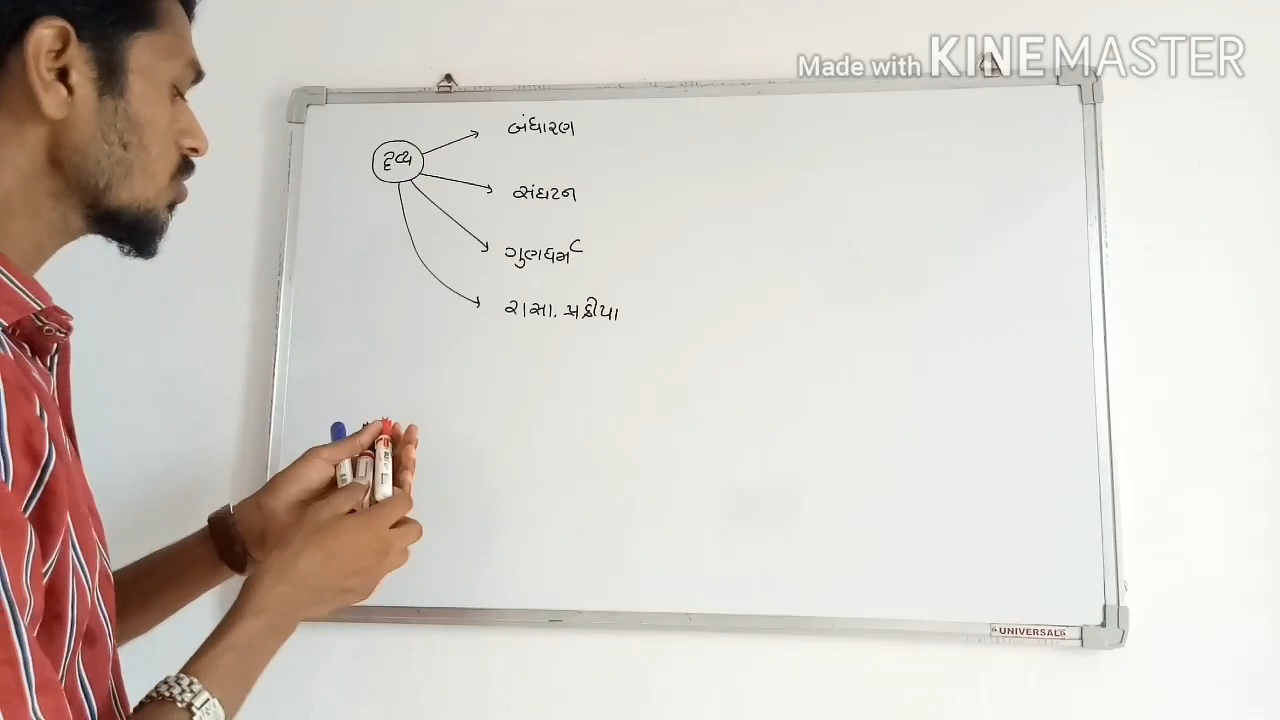 Made with KINEMASTER
દ્રવ્ય
બંધારણ
સંઘટન
ગુણધર્મ
રાસા. પ્રક્રીયા
UNIVERSAL